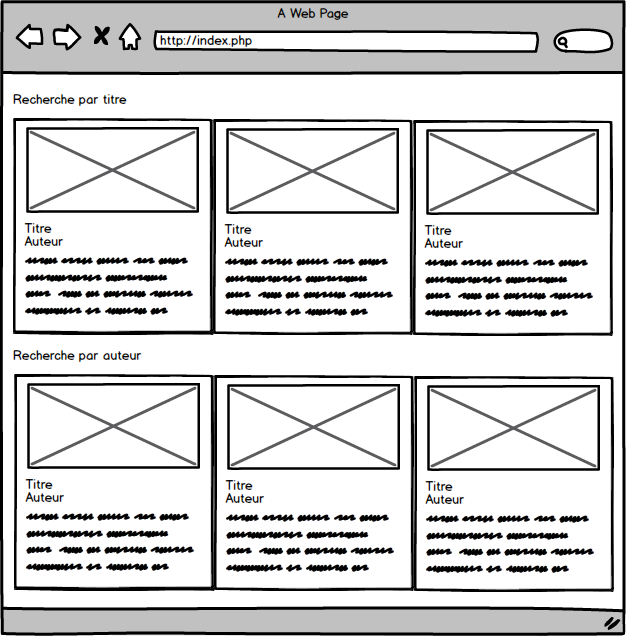 A Web Page
http://index.php
Recherche par titre
Titre
Auteur
Titre
Auteur
Titre
Auteur
Recherche par auteur
Titre
Auteur
Titre
Auteur
Titre
Auteur